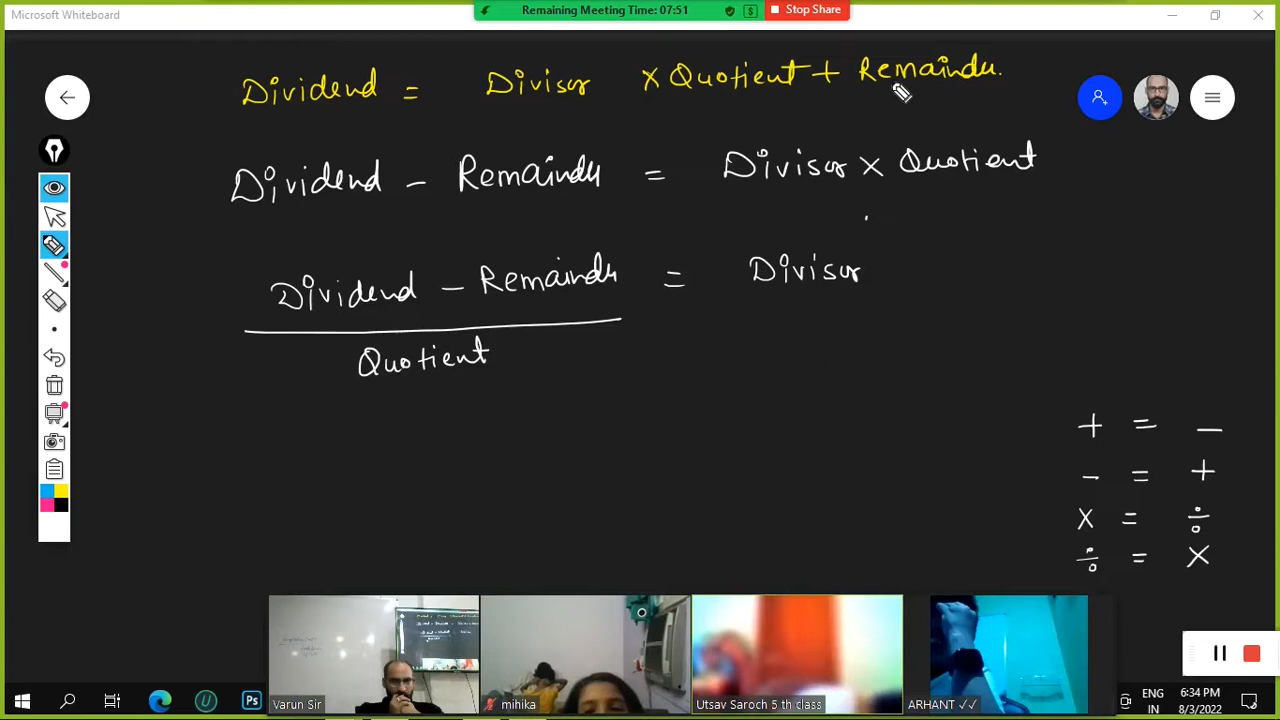 Remaining Meeting Time: 07:51
$
Stop Share
Microsoft Whiteboard
Dividend = Divisor × Quotient + Remainder.
Dividend - Remainder = Divisor × Quotient
Dividend - Remainder = Divisor
Quotient
+ = -
- = +
× = ÷
÷ = ×
Varun Sir
mihika
Utsav Saroch 5 th class
ARHANT ✓✓
U
Ps
ENG
IN
6:34 PM
8/3/2022